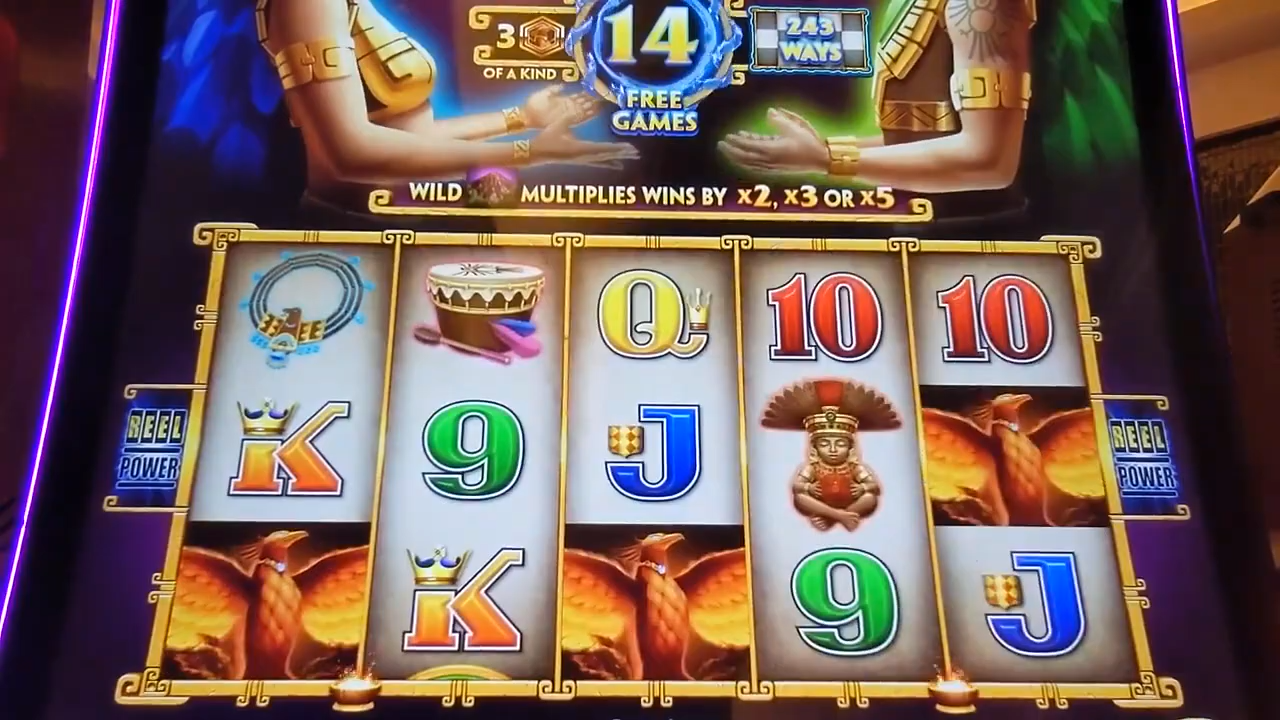 3
OF A KIND
14
FREE
GAMES
243
WAYS
WILD MULTIPLIES WINS BY x2, x3 OR x5
Q 10 10
REEL
POWER
K 9 J
REEL
POWER
K 9 J